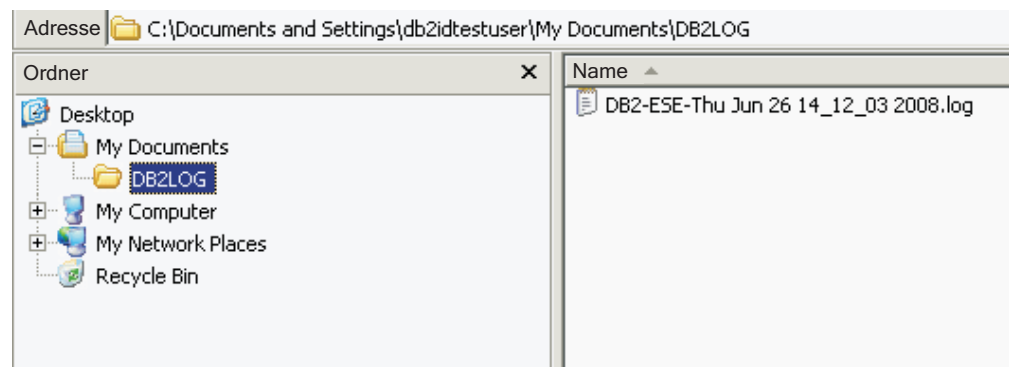 Adresse C:\Documents and Settings\db2idtestuser\My Documents\DB2LOG
Ordner
Name
Desktop
My Documents
DB2LOG
My Computer
My Network Places
Recycle Bin
DB2-ESE-Thu Jun 26 14_12_03 2008.log